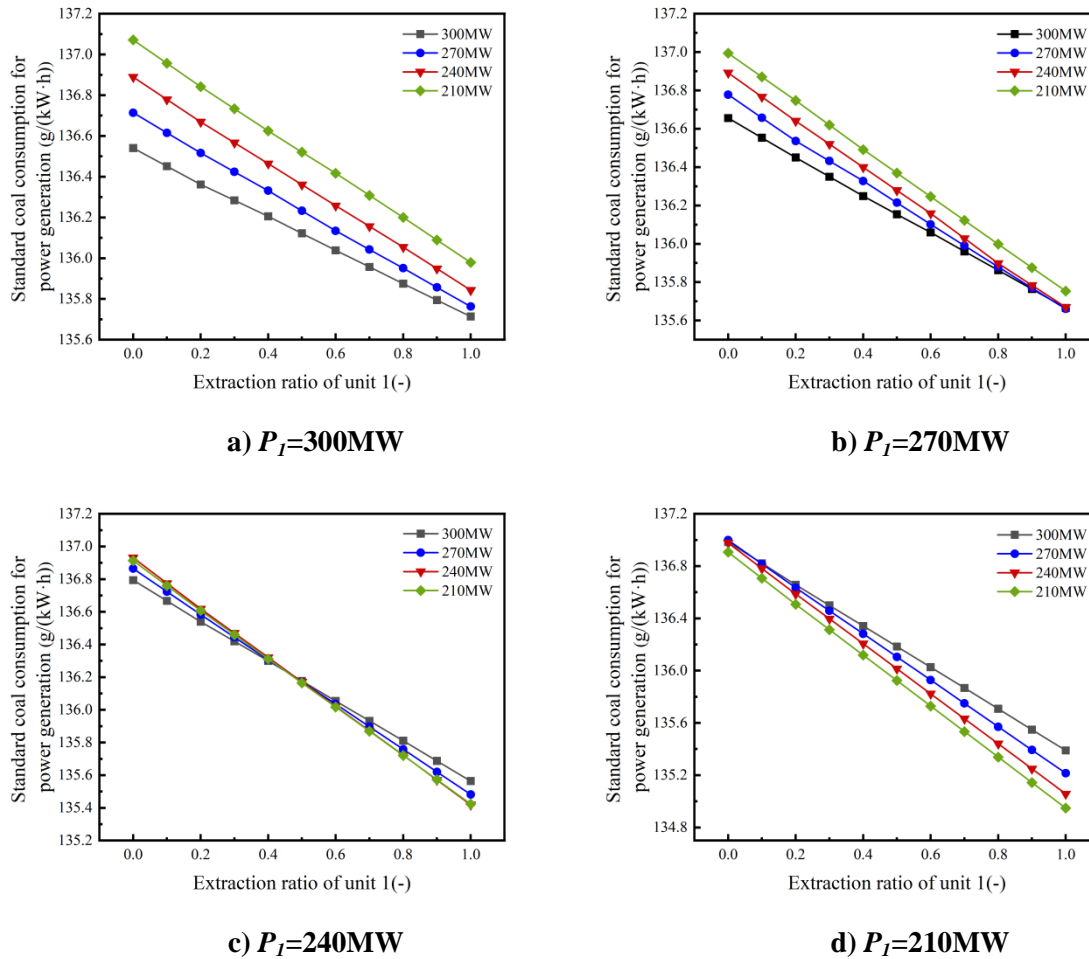 Standard coal consumption for
power generation (g/(kW·h))
137.2
137.0
136.8
136.6
136.4
136.2
136.0
135.8
135.6
300MW
270MW
240MW
210MW
0.0 0.2 0.4 0.6 0.8 1.0
Extraction ratio of unit 1(-)
a) P1=300MW
Standard coal consumption for
power generation (g/(kW·h))
137.2
137.0
136.8
136.6
136.4
136.2
136.0
135.8
135.6
300MW
270MW
240MW
210MW
0.0 0.2 0.4 0.6 0.8 1.0
Extraction ratio of unit 1(-)
b) P1=270MW
Standard coal consumption for
power generation (g/(kW·h))
137.2
137.0
136.8
136.6
136.4
136.2
136.0
135.8
135.6
135.4
135.2
300MW
270MW
240MW
210MW
0.0 0.2 0.4 0.6 0.8 1.0
Extraction ratio of unit 1(-)
c) P1=240MW
Standard coal consumption for
power generation (g/(kW·h))
137.2
136.8
136.4
136.0
135.6
135.2
134.8
300MW
270MW
240MW
210MW
0.0 0.2 0.4 0.6 0.8 1.0
Extraction ratio of unit 1(-)
d) P1=210MW